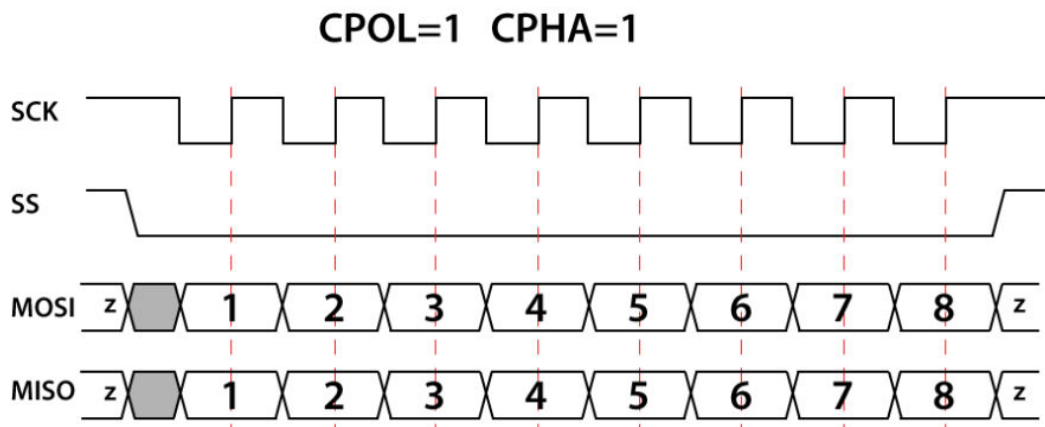 CPOL=1 CPHA=1
SCK
SS
MOSI z 1 2 3 4 5 6 7 8 z
MISO z 1 2 3 4 5 6 7 8 z